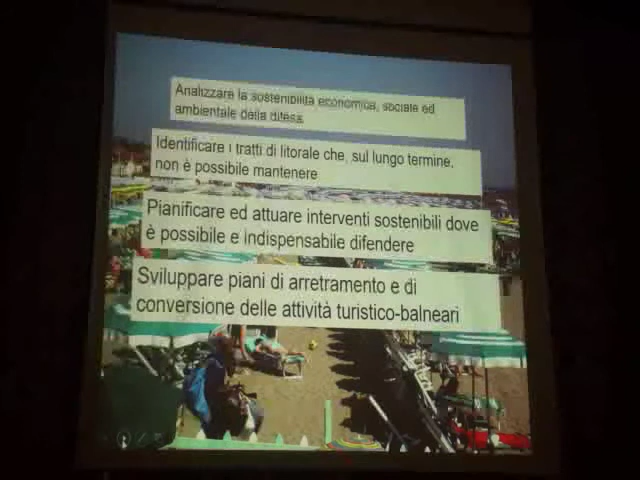 Analizzare la sostenibilità economica, sociale ed
ambientale della difesa
Identificare i tratti di litorale che, sul lungo termine,
non è possibile mantenere
Pianificare ed attuare interventi sostenibili dove
è possibile e indispensabile difendere
Sviluppare piani di arretramento e di
conversione delle attività turistico-balneari